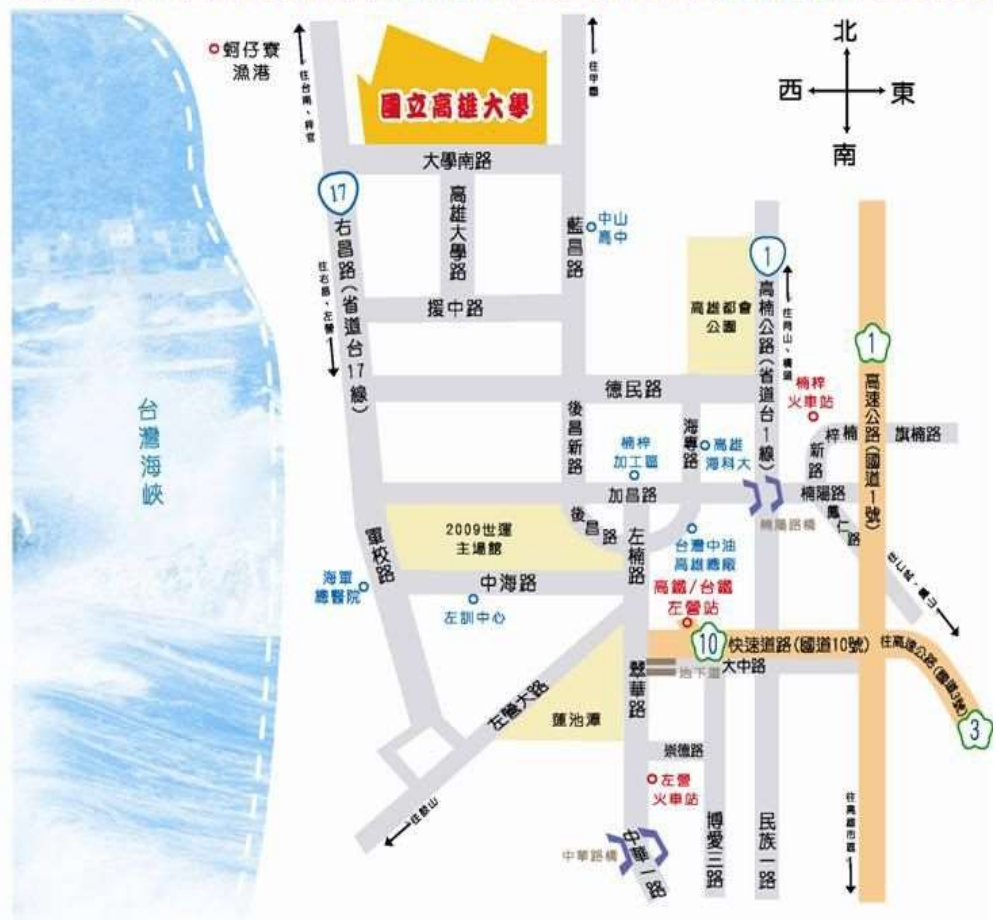 北
西 東
南
蚵仔寮
漁港
往台南、梓官
國立高雄大學
往甲圍
大學南路
17
右昌路(省道台17線)
往右昌、左營
高雄大學路
藍昌路
中山
高中
援中路
高雄都會
公園
1
高楠公路(省道台1線)
往岡山、橋頭
1
高速公路(國道1號)
德民路
楠梓
火車站
後昌新路
楠梓
加工區
海專路
高雄
海科大
梓楠
新路
旗楠路
加昌路
楠陽路
楠陽路橋
鳳仁路
台灣海峽
2009世運
主場館
後昌路
左楠路
台灣中油
高雄總廠
軍校路
海軍
總醫院
中海路
左訓中心
高鐵/台鐵
左營站
往仁武、鳳山
10
快速道路(國道10號)
往高速公路(國道3號)
3
大中路
地下道
翠華路
左營大路
蓮池潭
崇德路
左營
火車站
往鼓山
中華路橋
中華一路
博愛三路
民族一路
往高雄市區